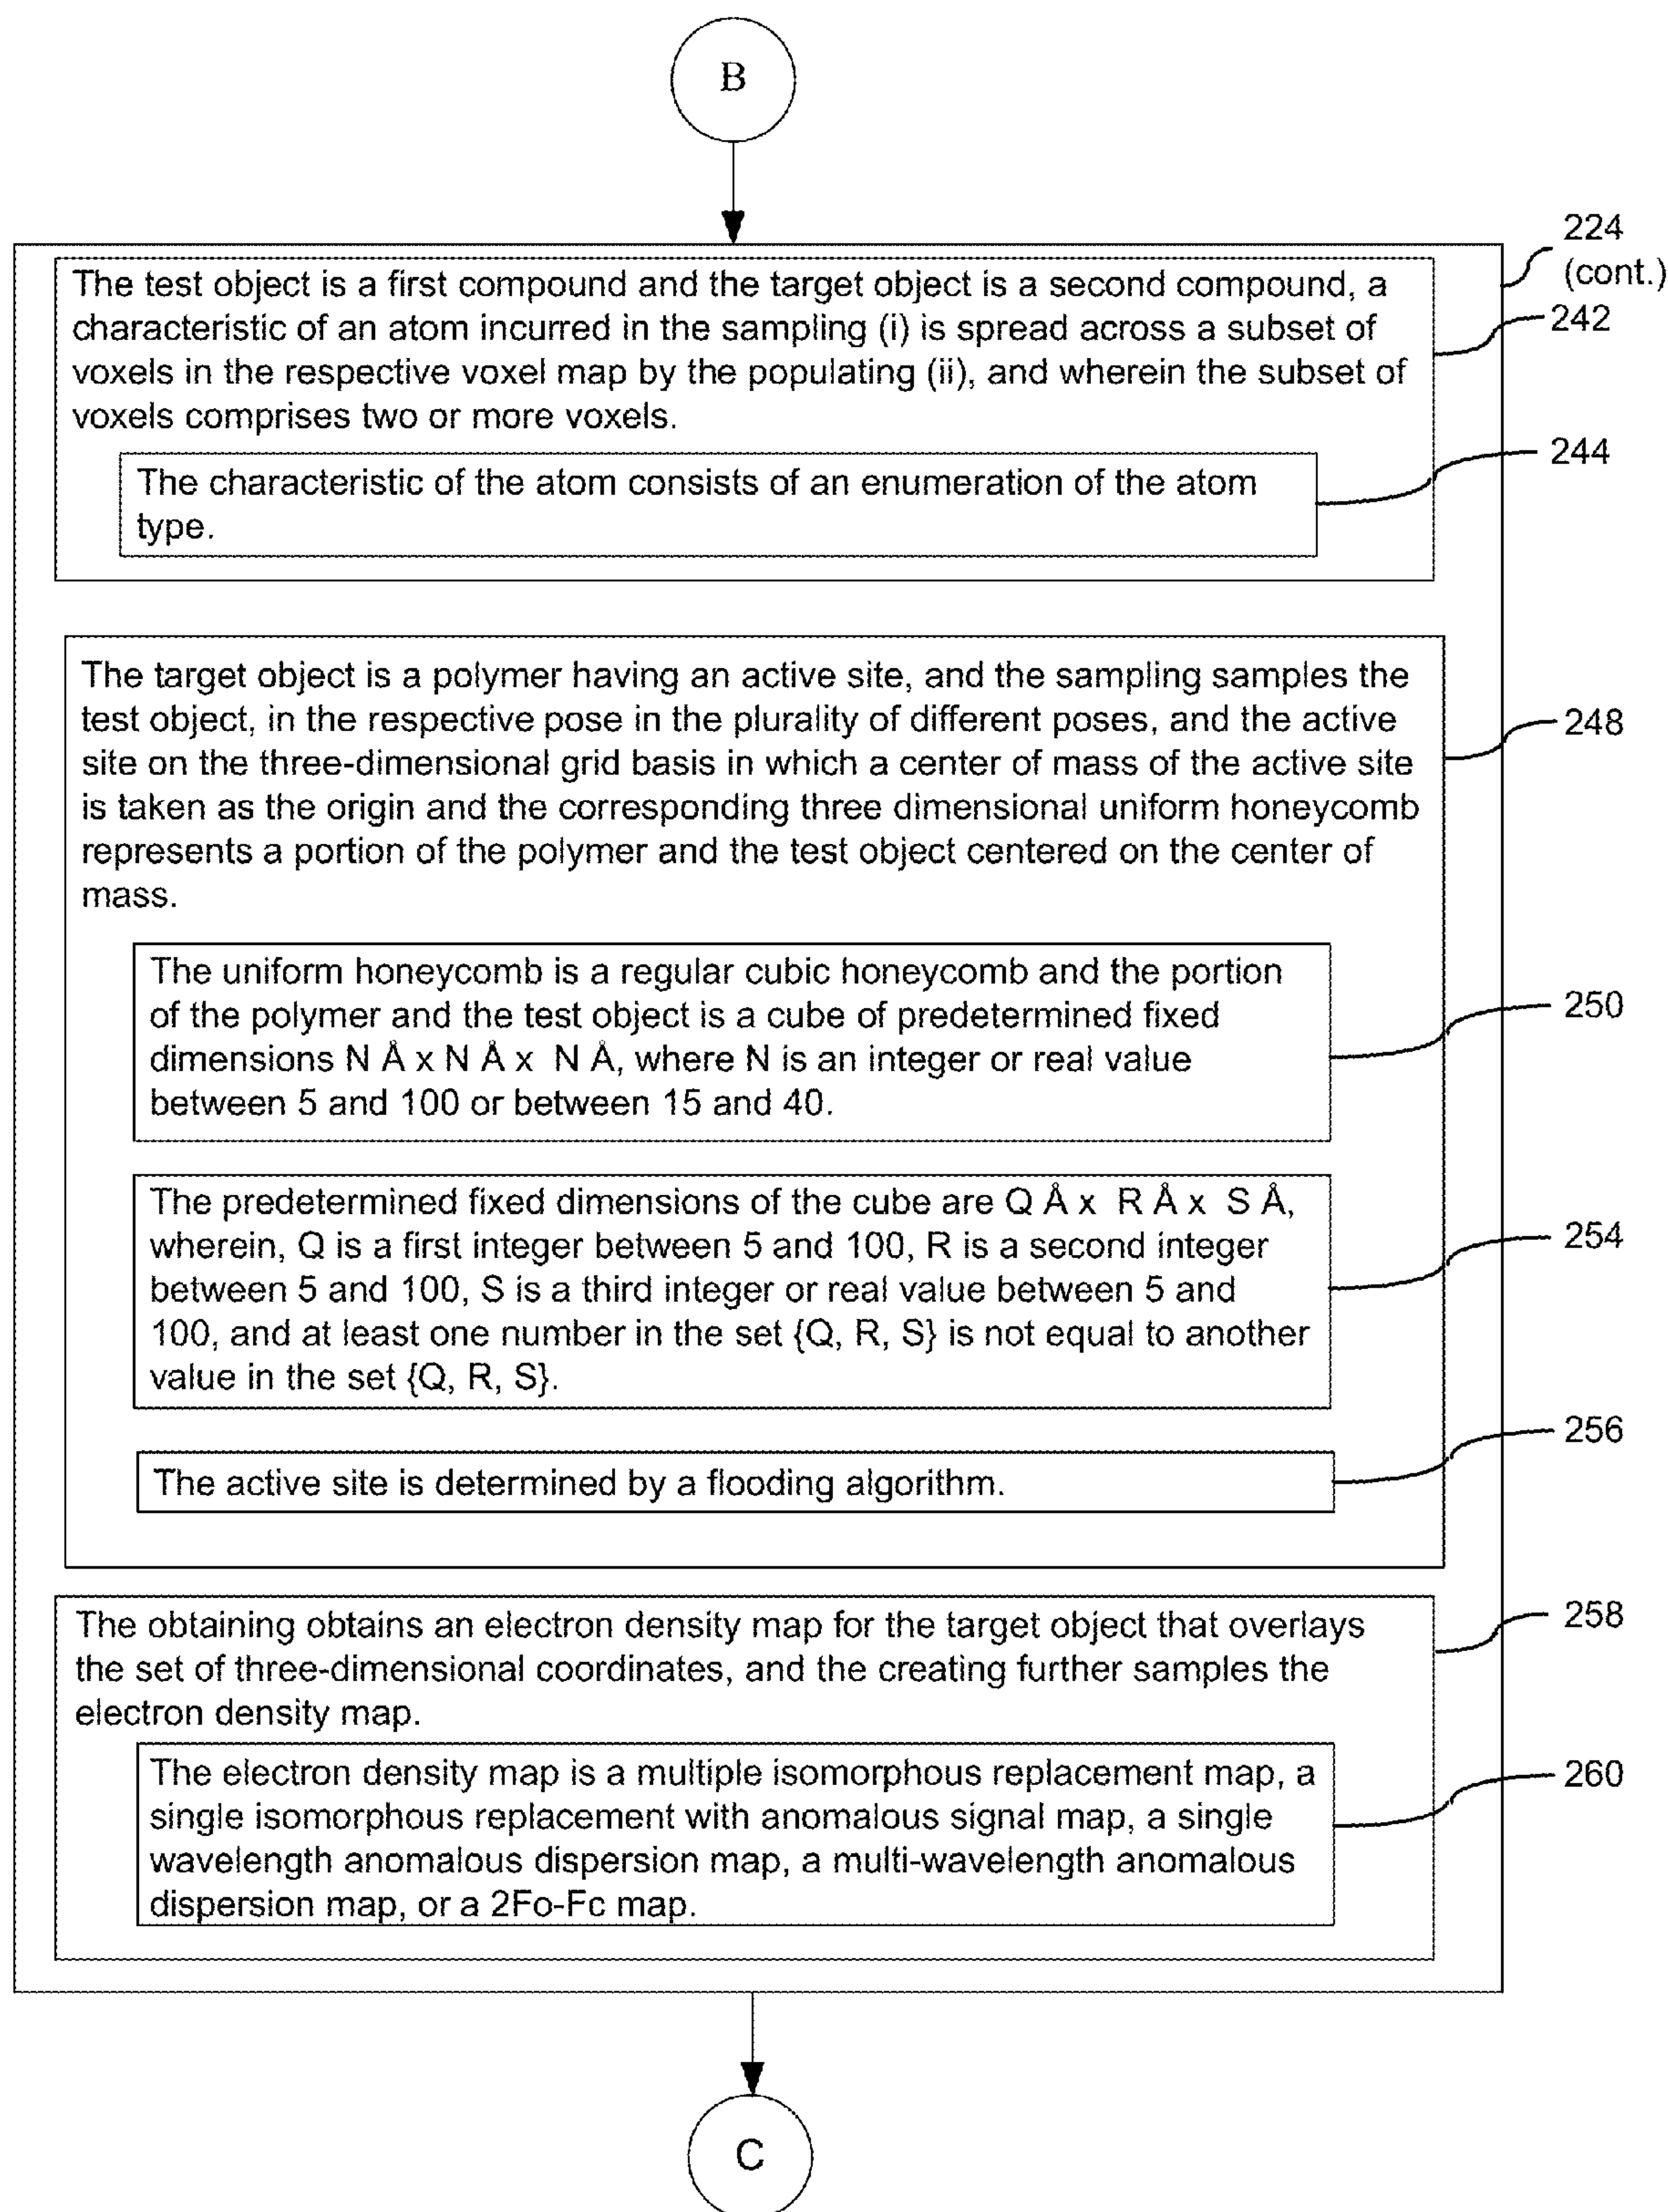 B
224
(cont.)
The test object is a first compound and the target object is a second compound, a
characteristic of an atom incurred in the sampling (i) is spread across a subset of
voxels in the respective voxel map by the populating (ii), and wherein the subset of
voxels comprises two or more voxels.
242
The characteristic of the atom consists of an enumeration of the atom
type.
244
The target object is a polymer having an active site, and the sampling samples the
test object, in the respective pose in the plurality of different poses, and the active
site on the three-dimensional grid basis in which a center of mass of the active site
is taken as the origin and the corresponding three dimensional uniform honeycomb
represents a portion of the polymer and the test object centered on the center of
mass.
248
The uniform honeycomb is a regular cubic honeycomb and the portion
of the polymer and the test object is a cube of predetermined fixed
dimensions N Å x N Å x N Å, where N is an integer or real value
between 5 and 100 or between 15 and 40.
250
The predetermined fixed dimensions of the cube are Q Å x R Å x S Å,
wherein, Q is a first integer between 5 and 100, R is a second integer
between 5 and 100, S is a third integer or real value between 5 and
100, and at least one number in the set {Q, R, S} is not equal to another
value in the set {Q, R, S}.
254
The active site is determined by a flooding algorithm.
256
The obtaining obtains an electron density map for the target object that overlays
the set of three-dimensional coordinates, and the creating further samples the
electron density map.
258
The electron density map is a multiple isomorphous replacement map, a
single isomorphous replacement with anomalous signal map, a single
wavelength anomalous dispersion map, a multi-wavelength anomalous
dispersion map, or a 2Fo-Fc map.
260
C